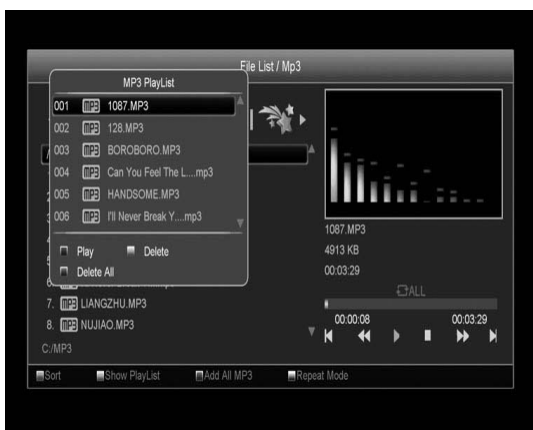 File List / Mp3
MP3 PlayList
001 MP3 1087.MP3
002 MP3 128.MP3
003 MP3 BOROBORO.MP3
004 MP3 Can You Feel The L....mp3
005 MP3 HANDSOME.MP3
006 MP3 I'll Never Break Y....mp3
Play Delete
Delete All
7. MP3 LIANGZHU.MP3
8. MP3 NUJIAO.MP3
C:/MP3
1087.MP3
4913 KB
00:03:29
ALL
00:00:08 00:03:29
Sort Show PlayList Add All MP3 Repeat Mode